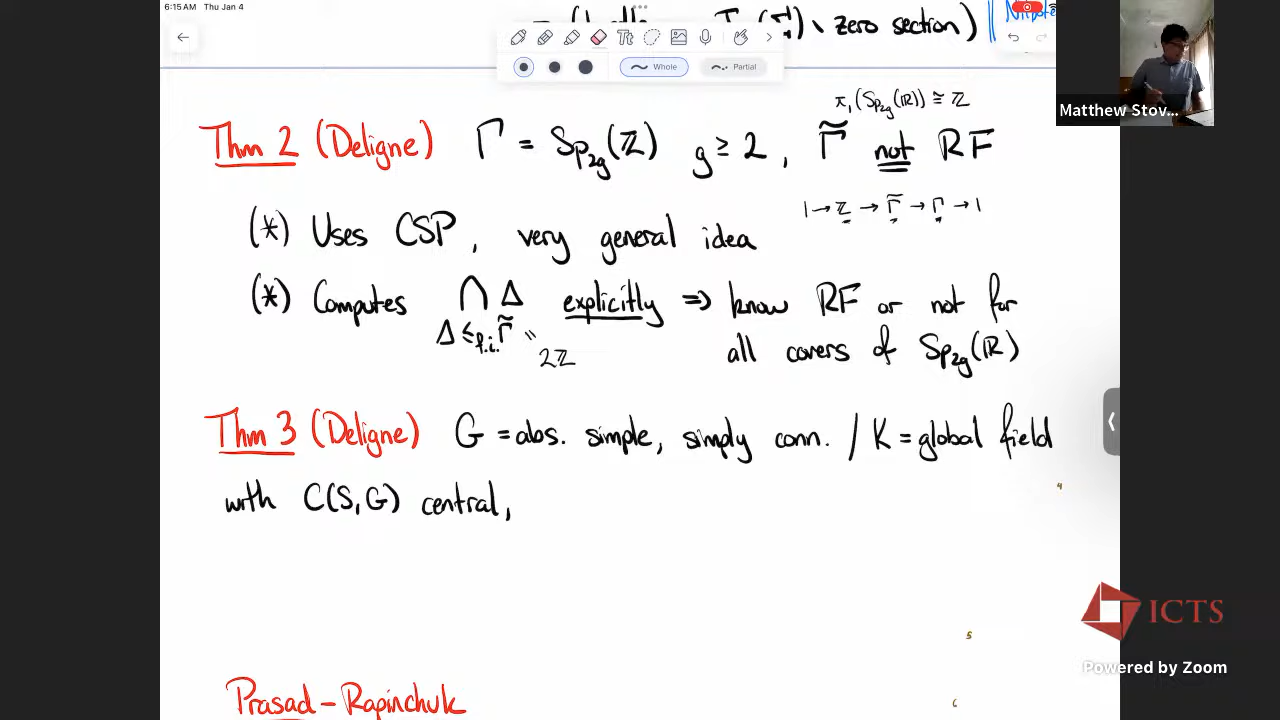 6:15 AM Thu Jan 4
zero section)
Whole Partial
Matthew Stov...
π₁(Sp₂g(ℝ)) ≅ ℤ
Thm 2 (Deligne) Γ = Sp₂g(ℤ) g ≥ 2, Γ̃ not RF
1 → ℤ → Γ̃ → Γ → 1
(*) Uses CSP, very general idea
(*) Computes ∩ Δ explicitly ⇒ know RF or not for
Δ ≤f.i. Γ̃ = 2ℤ
all covers of Sp₂g(ℝ)
Thm 3 (Deligne) G = abs. simple, simply conn. / K = global field
with C(S,G) central,
4
5
6
Prasad - Rapinchuk
ICTS
Powered by Zoom